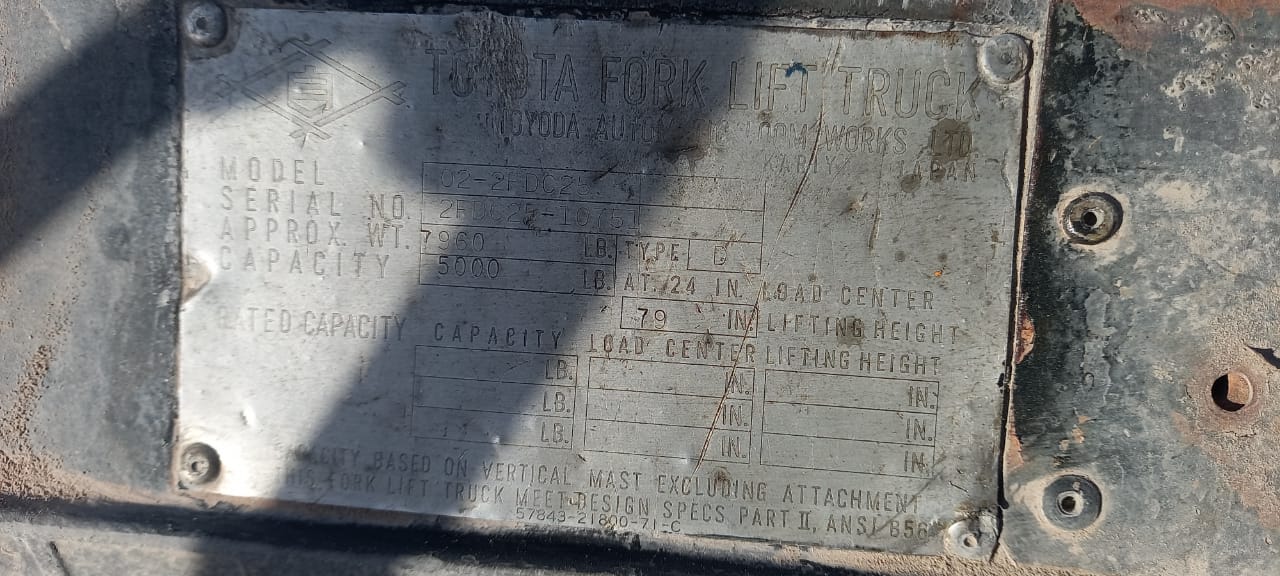 TOYOTA FORK LIFT TRUCK
TOYODA AUTOMATIC LOOM WORKS LTD
KARIYA JAPAN
MODEL 02-2FDC25
SERIAL NO. 2FDC25-10751
APPROX. WT. 7960 LB. TYPE D
CAPACITY 5000 LB. AT 24 IN. LOAD CENTER
79 IN. LIFTING HEIGHT
RATED CAPACITY CAPACITY LOAD CENTER LIFTING HEIGHT
LB. IN. IN.
LB. IN. IN.
LB. IN. IN.
CAPACITY BASED ON VERTICAL MAST EXCLUDING ATTACHMENT
THIS FORK LIFT TRUCK MEET DESIGN SPECS PART II, ANSI B56
57843-21800-71-C